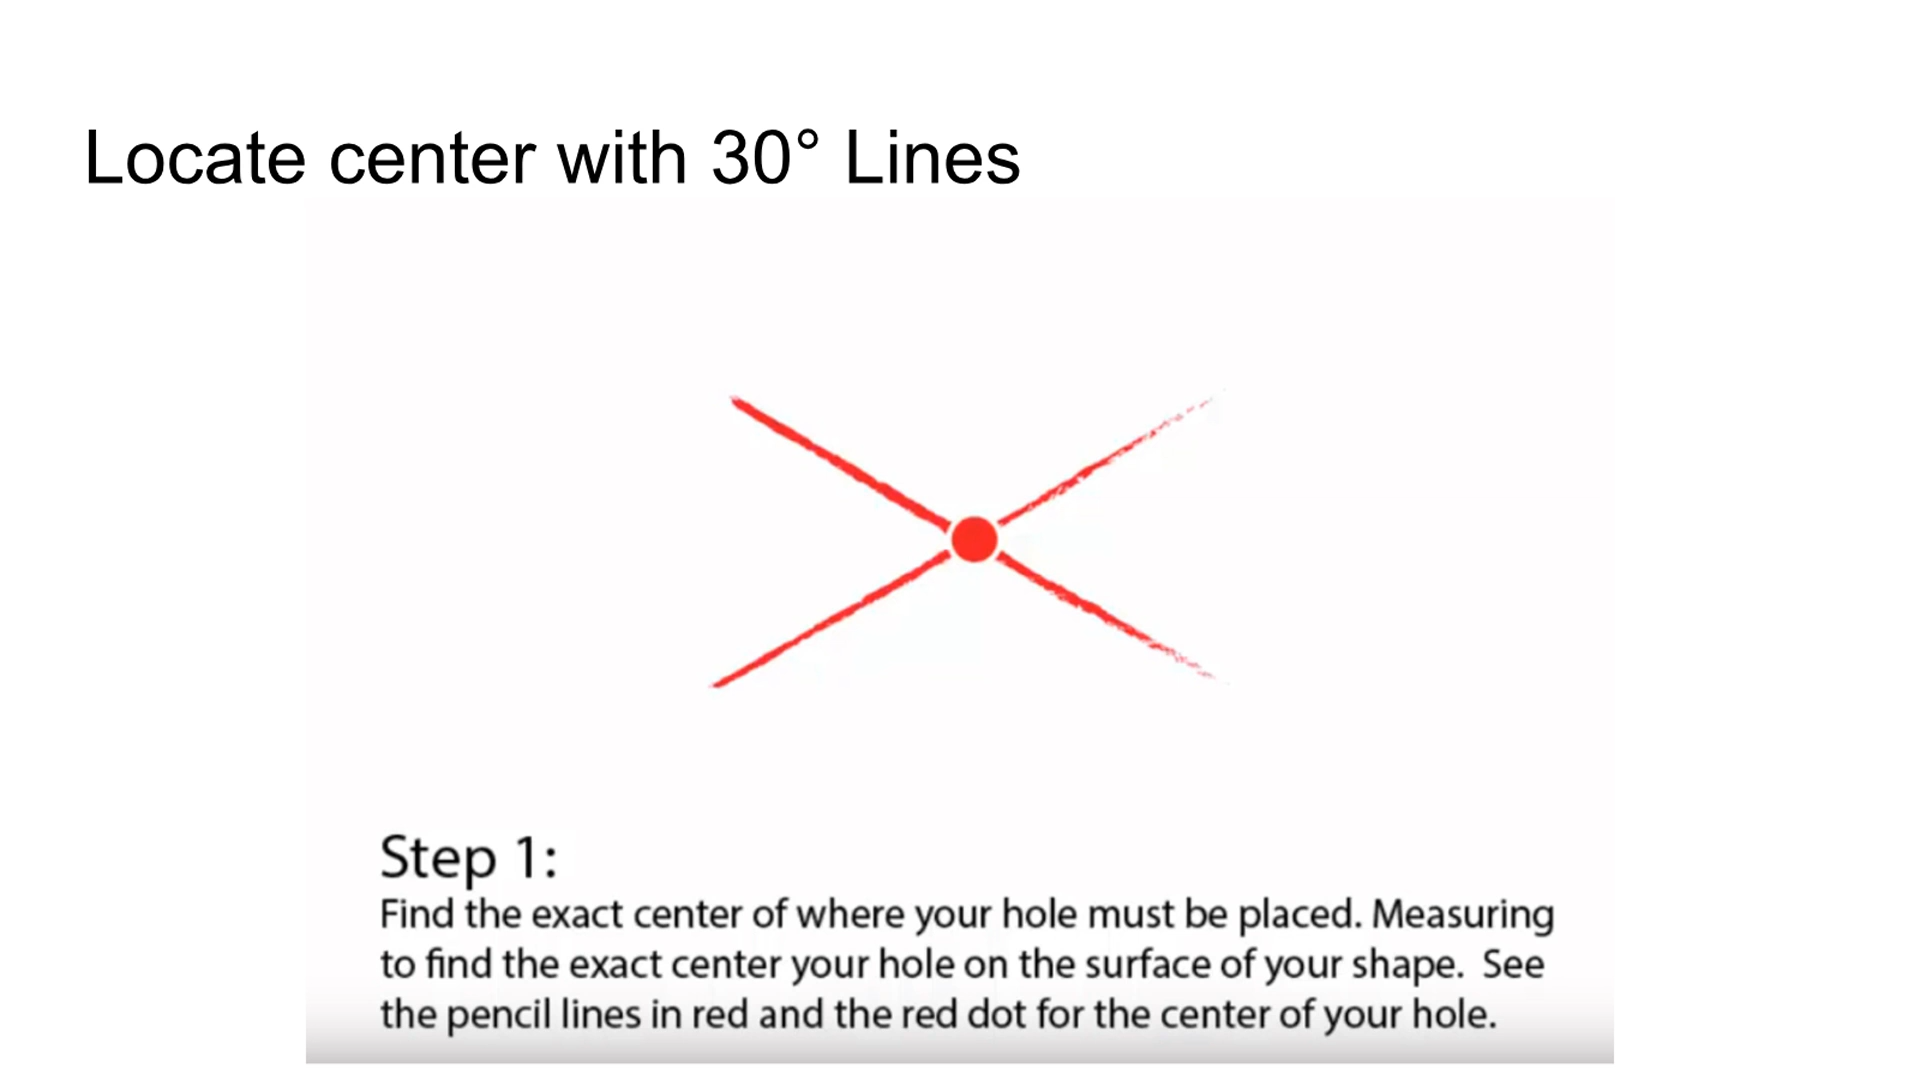 Locate center with 30° Lines
Step 1:
Find the exact center of where your hole must be placed. Measuring
to find the exact center your hole on the surface of your shape.  See
the pencil lines in red and the red dot for the center of your hole.